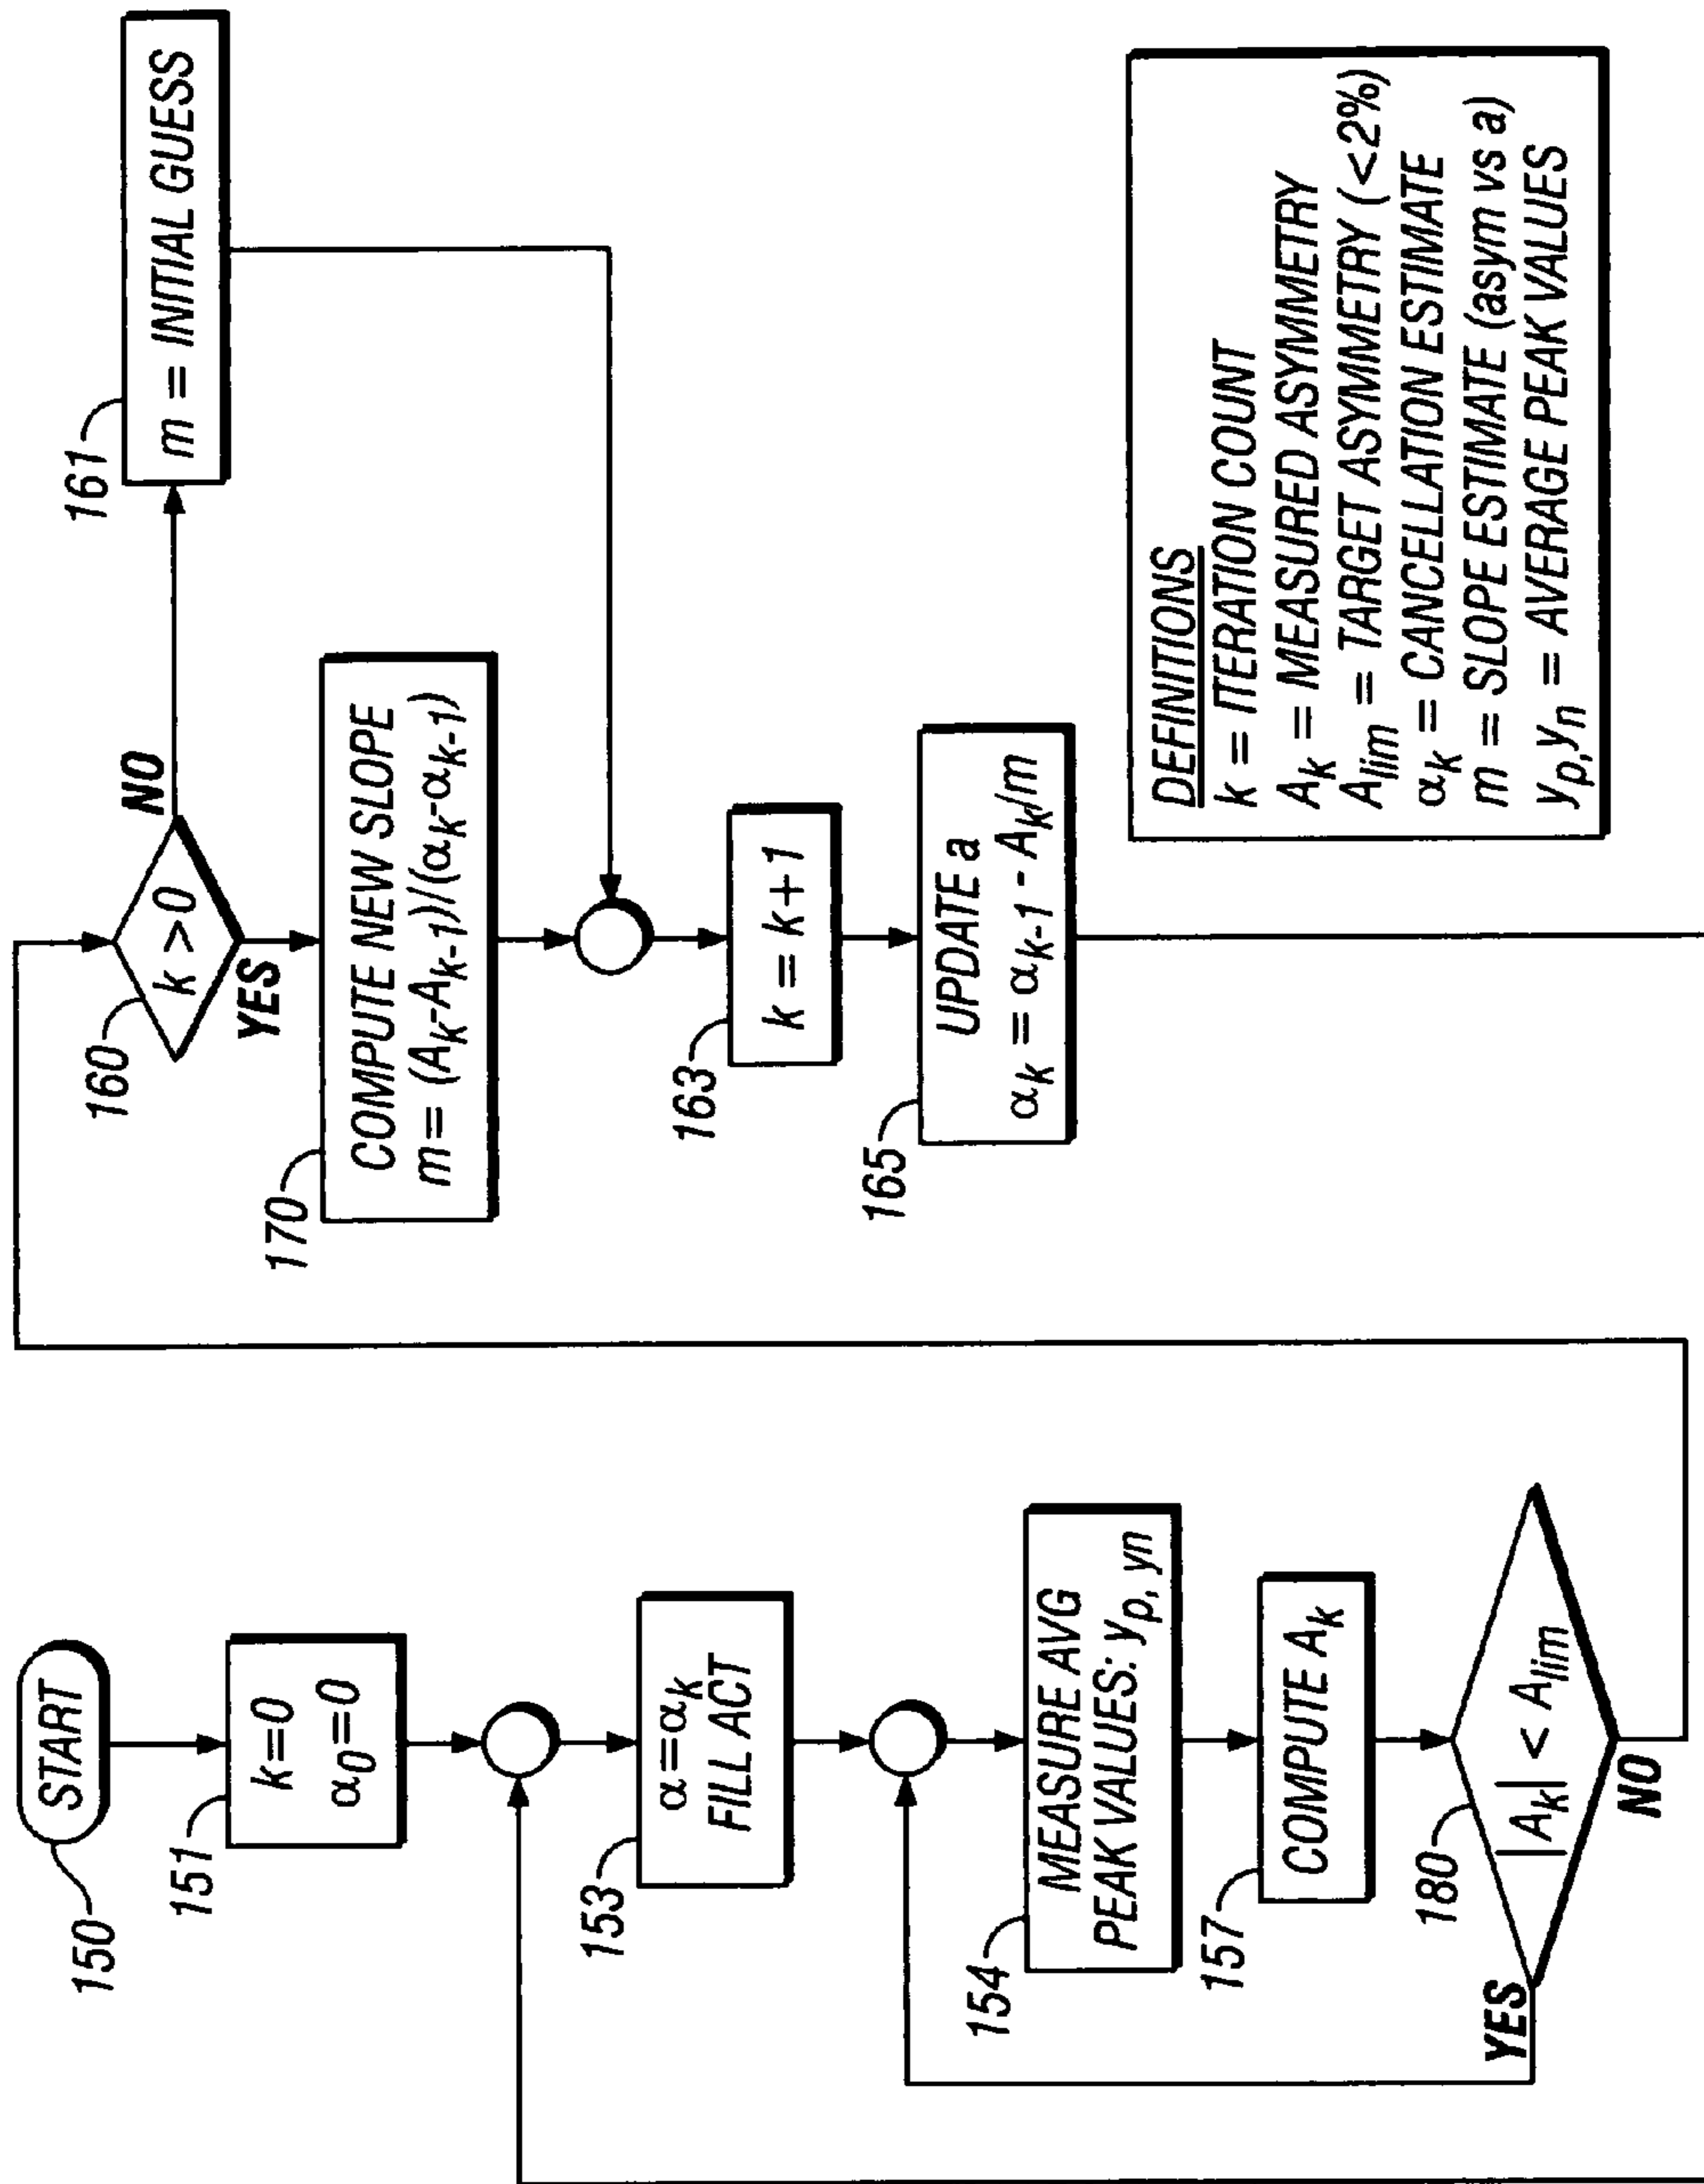 150
START
151
k=0
α₀=0
153
α=αₖ
FILL ACT
154
MEASURE AVG
PEAK VALUES: yₚ, yn
157
COMPUTE Aₖ
180
|Aₖ| < A_lim
YES
NO
160
k > 0
NO
YES
161
m = INITIAL GUESS
170
COMPUTE NEW SLOPE
m = (Aₖ-Aₖ₋₁)/(αₖ-αₖ₋₁)
163
k = k + 1
165
UPDATE a
αₖ = αₖ₋₁ - Aₖ/m
DEFINITIONS
k = ITERATION COUNT
Aₖ = MEASURED ASYMMETRY
A_lim = TARGET ASYMMETRY (<2%)
αₖ = CANCELLATION ESTIMATE
m = SLOPE ESTIMATE (asym vs a)
yₚ,yₙ = AVERAGE PEAK VALUES